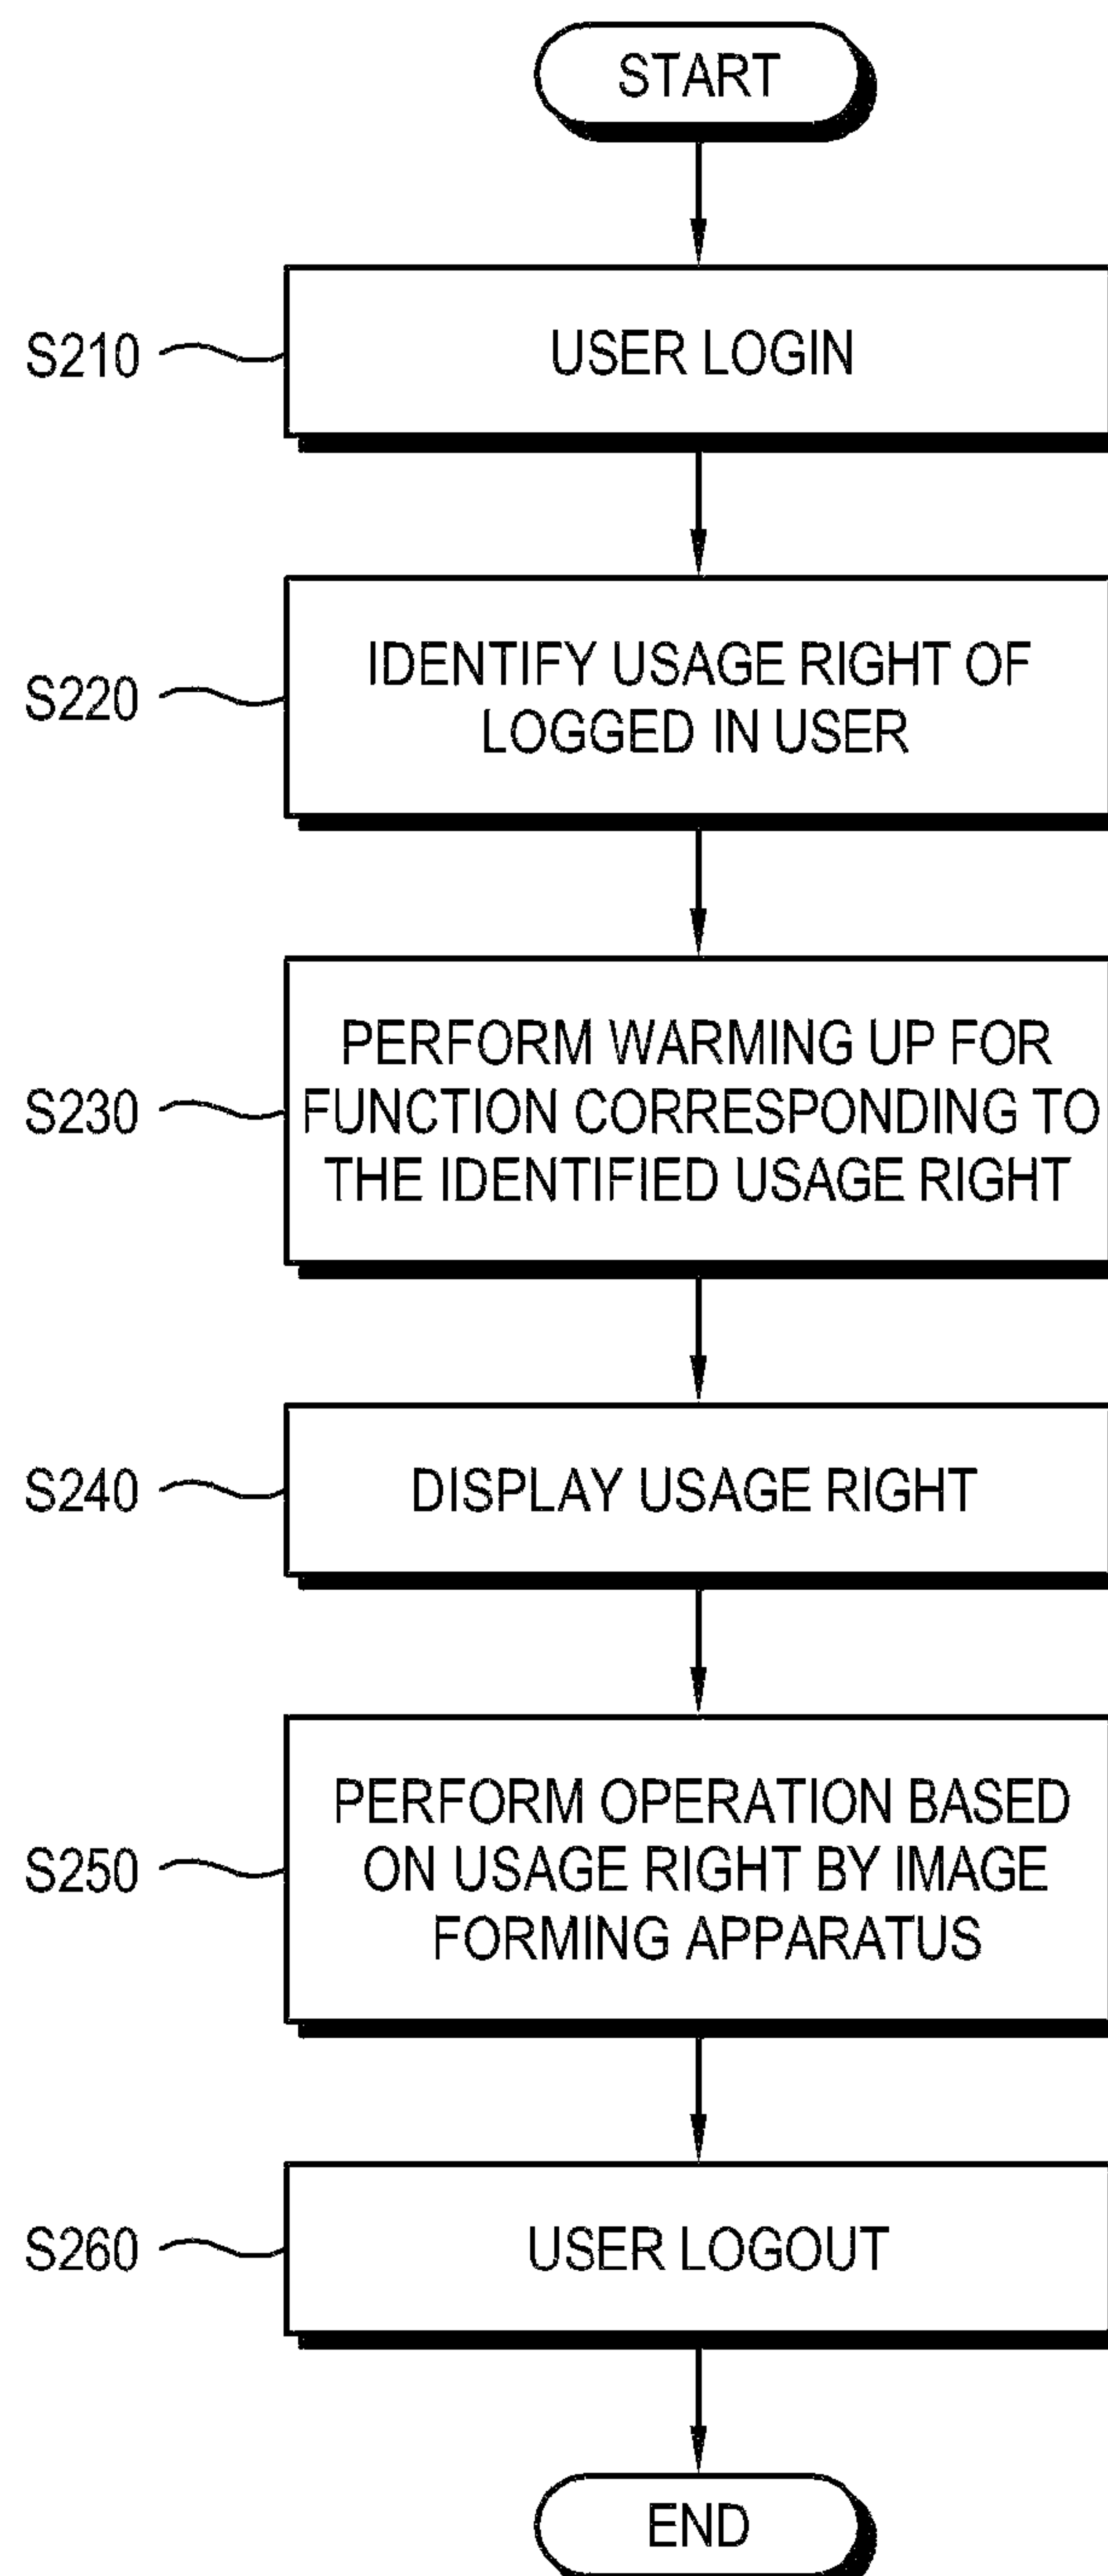 START
S210
USER LOGIN
S220
IDENTIFY USAGE RIGHT OF
LOGGED IN USER
S230
PERFORM WARMING UP FOR
FUNCTION CORRESPONDING TO
THE IDENTIFIED USAGE RIGHT
S240
DISPLAY USAGE RIGHT
S250
PERFORM OPERATION BASED
ON USAGE RIGHT BY IMAGE
FORMING APPARATUS
S260
USER LOGOUT
END